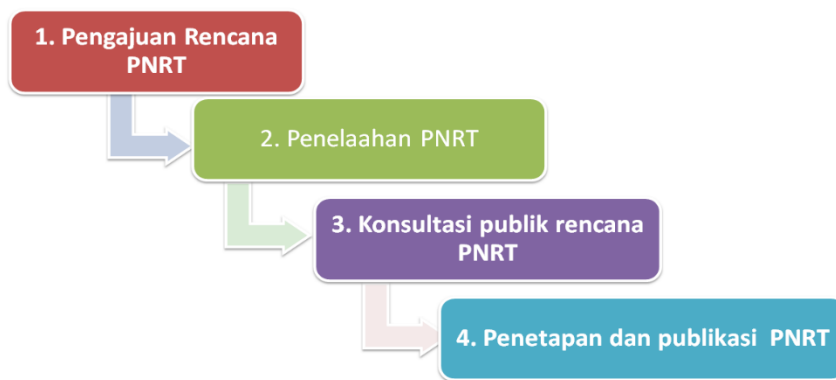 1. Pengajuan Rencana
PNRT
2. Penelaahan PNRT
3. Konsultasi publik rencana
PNRT
4. Penetapan dan publikasi PNRT